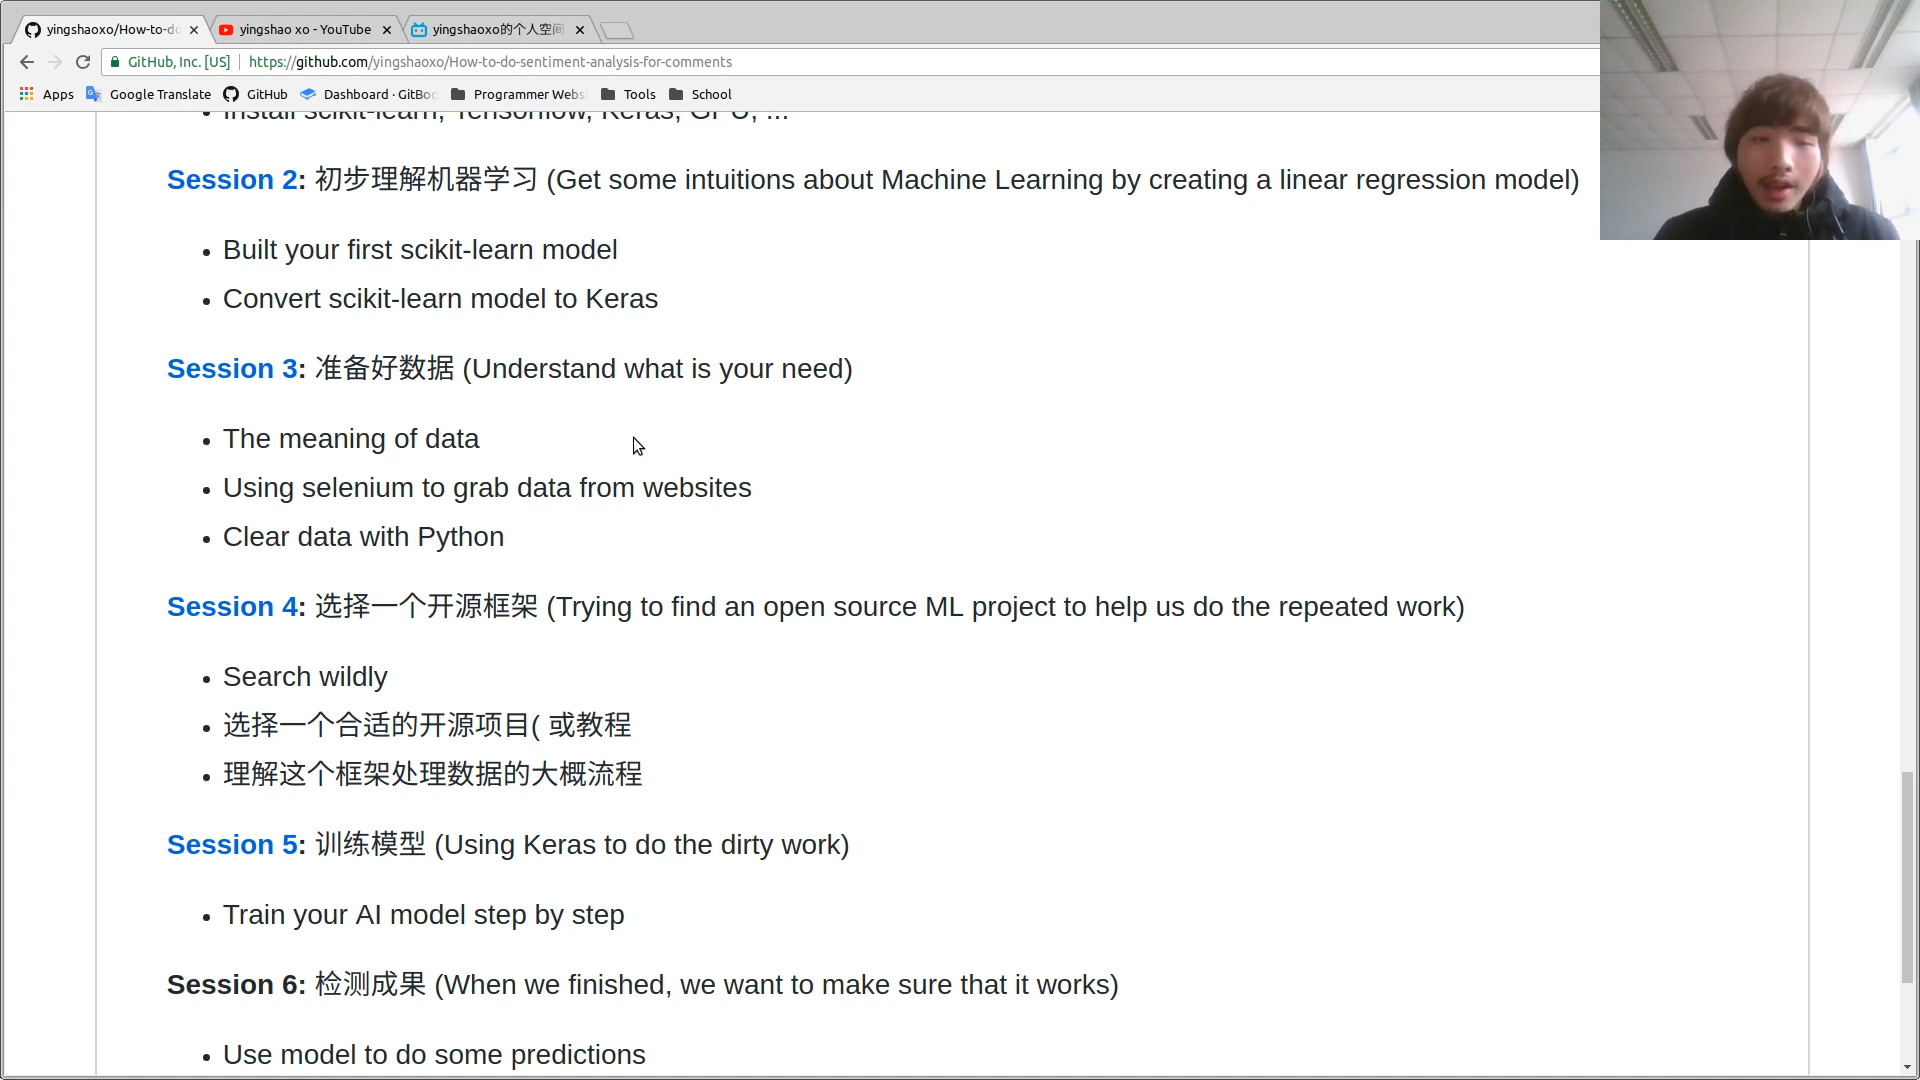 yingshaoxo/How-to-do
yingshao xo - YouTube
yingshaoxo的个人空间
GitHub, Inc. [US]
https://github.com/yingshaoxo/How-to-do-sentiment-analysis-for-comments
Apps
Google Translate
GitHub
Dashboard · GitBoo
Programmer Webs
Tools
School
Install scikit-learn, Tensorflow, Keras, GPU, ...
Session 2: 初步理解机器学习 (Get some intuitions about Machine Learning by creating a linear regression model)
Built your first scikit-learn model
Convert scikit-learn model to Keras
Session 3: 准备好数据 (Understand what is your need)
The meaning of data
Using selenium to grab data from websites
Clear data with Python
Session 4: 选择一个开源框架 (Trying to find an open source ML project to help us do the repeated work)
Search wildly
选择一个合适的开源项目( 或教程
理解这个框架处理数据的大概流程
Session 5: 训练模型 (Using Keras to do the dirty work)
Train your AI model step by step
Session 6: 检测成果 (When we finished, we want to make sure that it works)
Use model to do some predictions